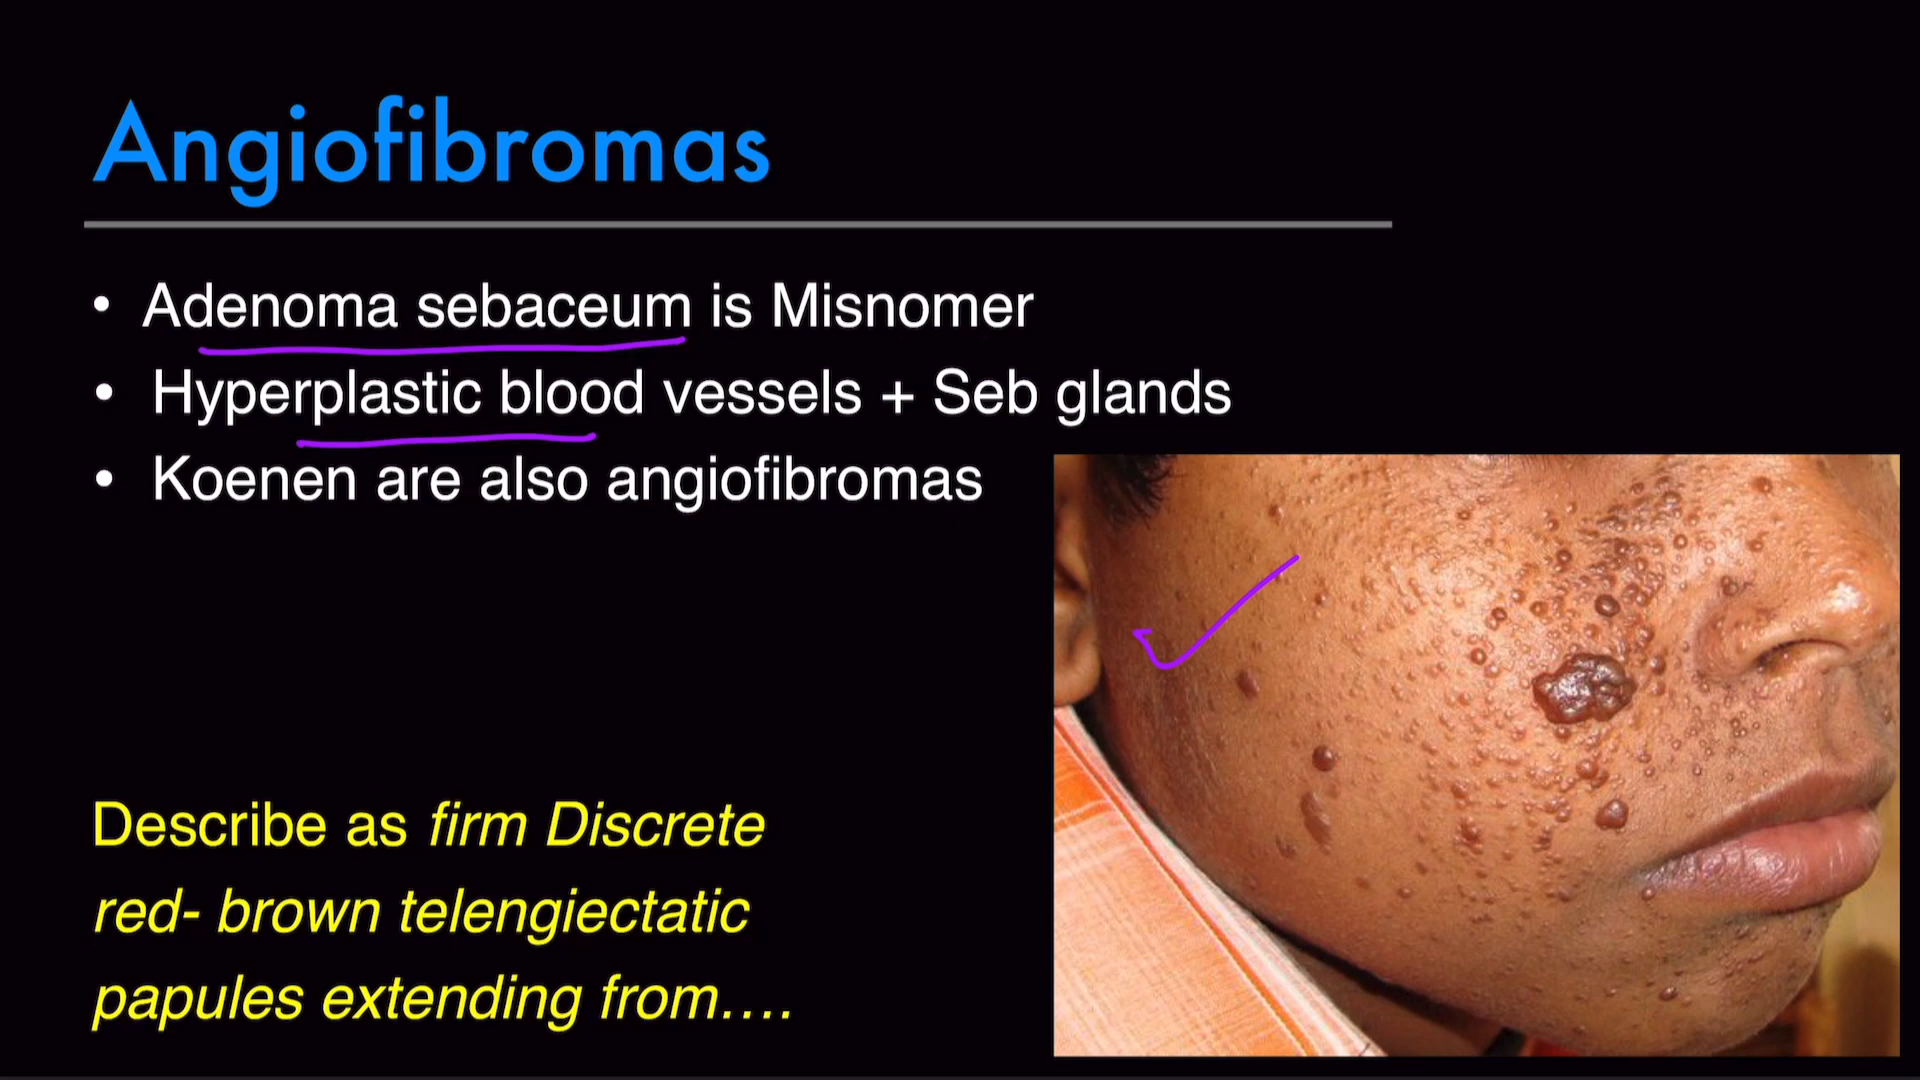 Angiofibromas
• Adenoma sebaceum is Misnomer
• Hyperplastic blood vessels + Seb glands
• Koenen are also angiofibromas
Describe as firm Discrete
red- brown telengiectatic
papules extending from….